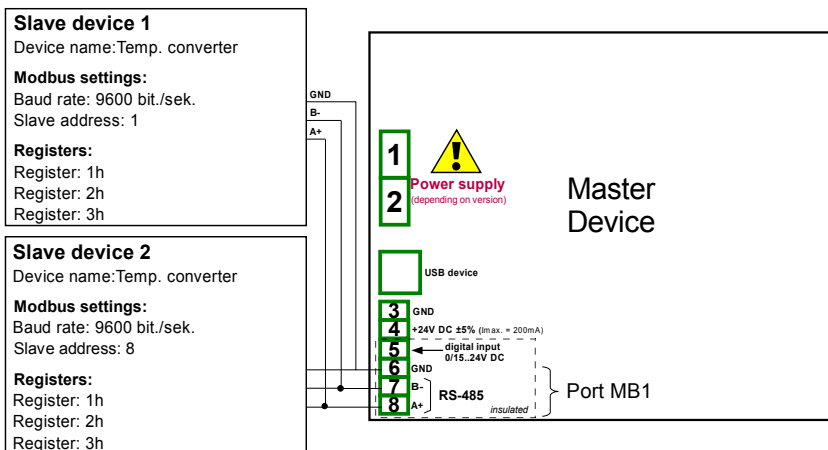 Slave device 1
Device name:Temp. converter
Modbus settings:
Baud rate: 9600 bit./sek.
Slave address: 1
Registers:
Register: 1h
Register: 2h
Register: 3h
GND
B-
A+
Slave device 2
Device name:Temp. converter
Modbus settings:
Baud rate: 9600 bit./sek.
Slave address: 8
Registers:
Register: 1h
Register: 2h
Register: 3h
1
2
Power supply
(depending on version)
Master
Device
USB device
3 GND
4 +24V DC ±5% (Imax. = 200mA)
5 digital input
0/15..24V DC
6 GND
7 B-
8 A+
RS-485
insulated
Port MB1